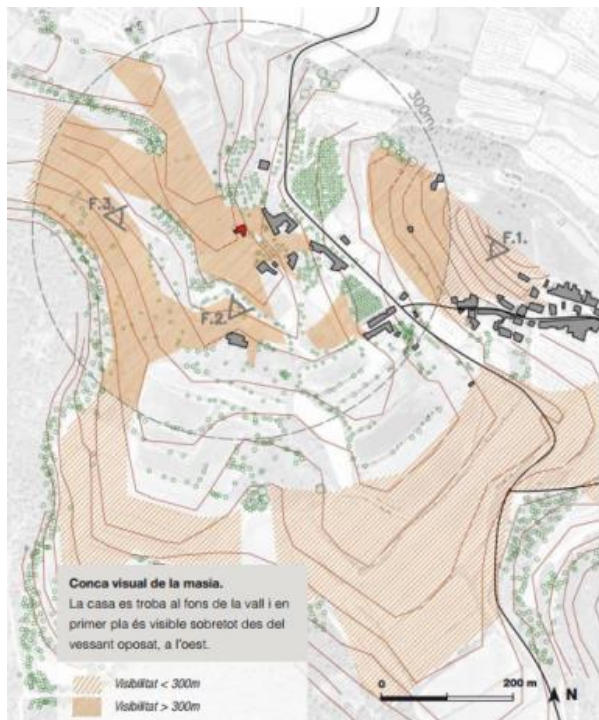 300m.
F.3.
F.1.
F.2.
Conca visual de la masia.
La casa es troba al fons de la vall i en
primer pla és visible sobretot des del
vessant oposat, a l'oest.
Visibilitat < 300m
Visibilitat > 300m
0
200 m
N